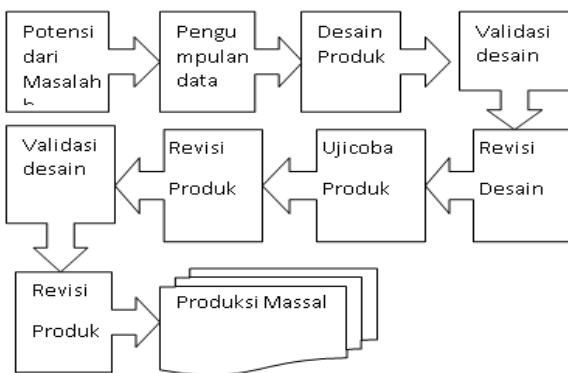 Potensi
dari
Masalah
Pengu
mpulan
data
Desain
Produk
Validasi
desain
Revisi
Desain
Ujicoba
Produk
Revisi
Produk
Validasi
desain
Revisi
Produk
Produksi Massal